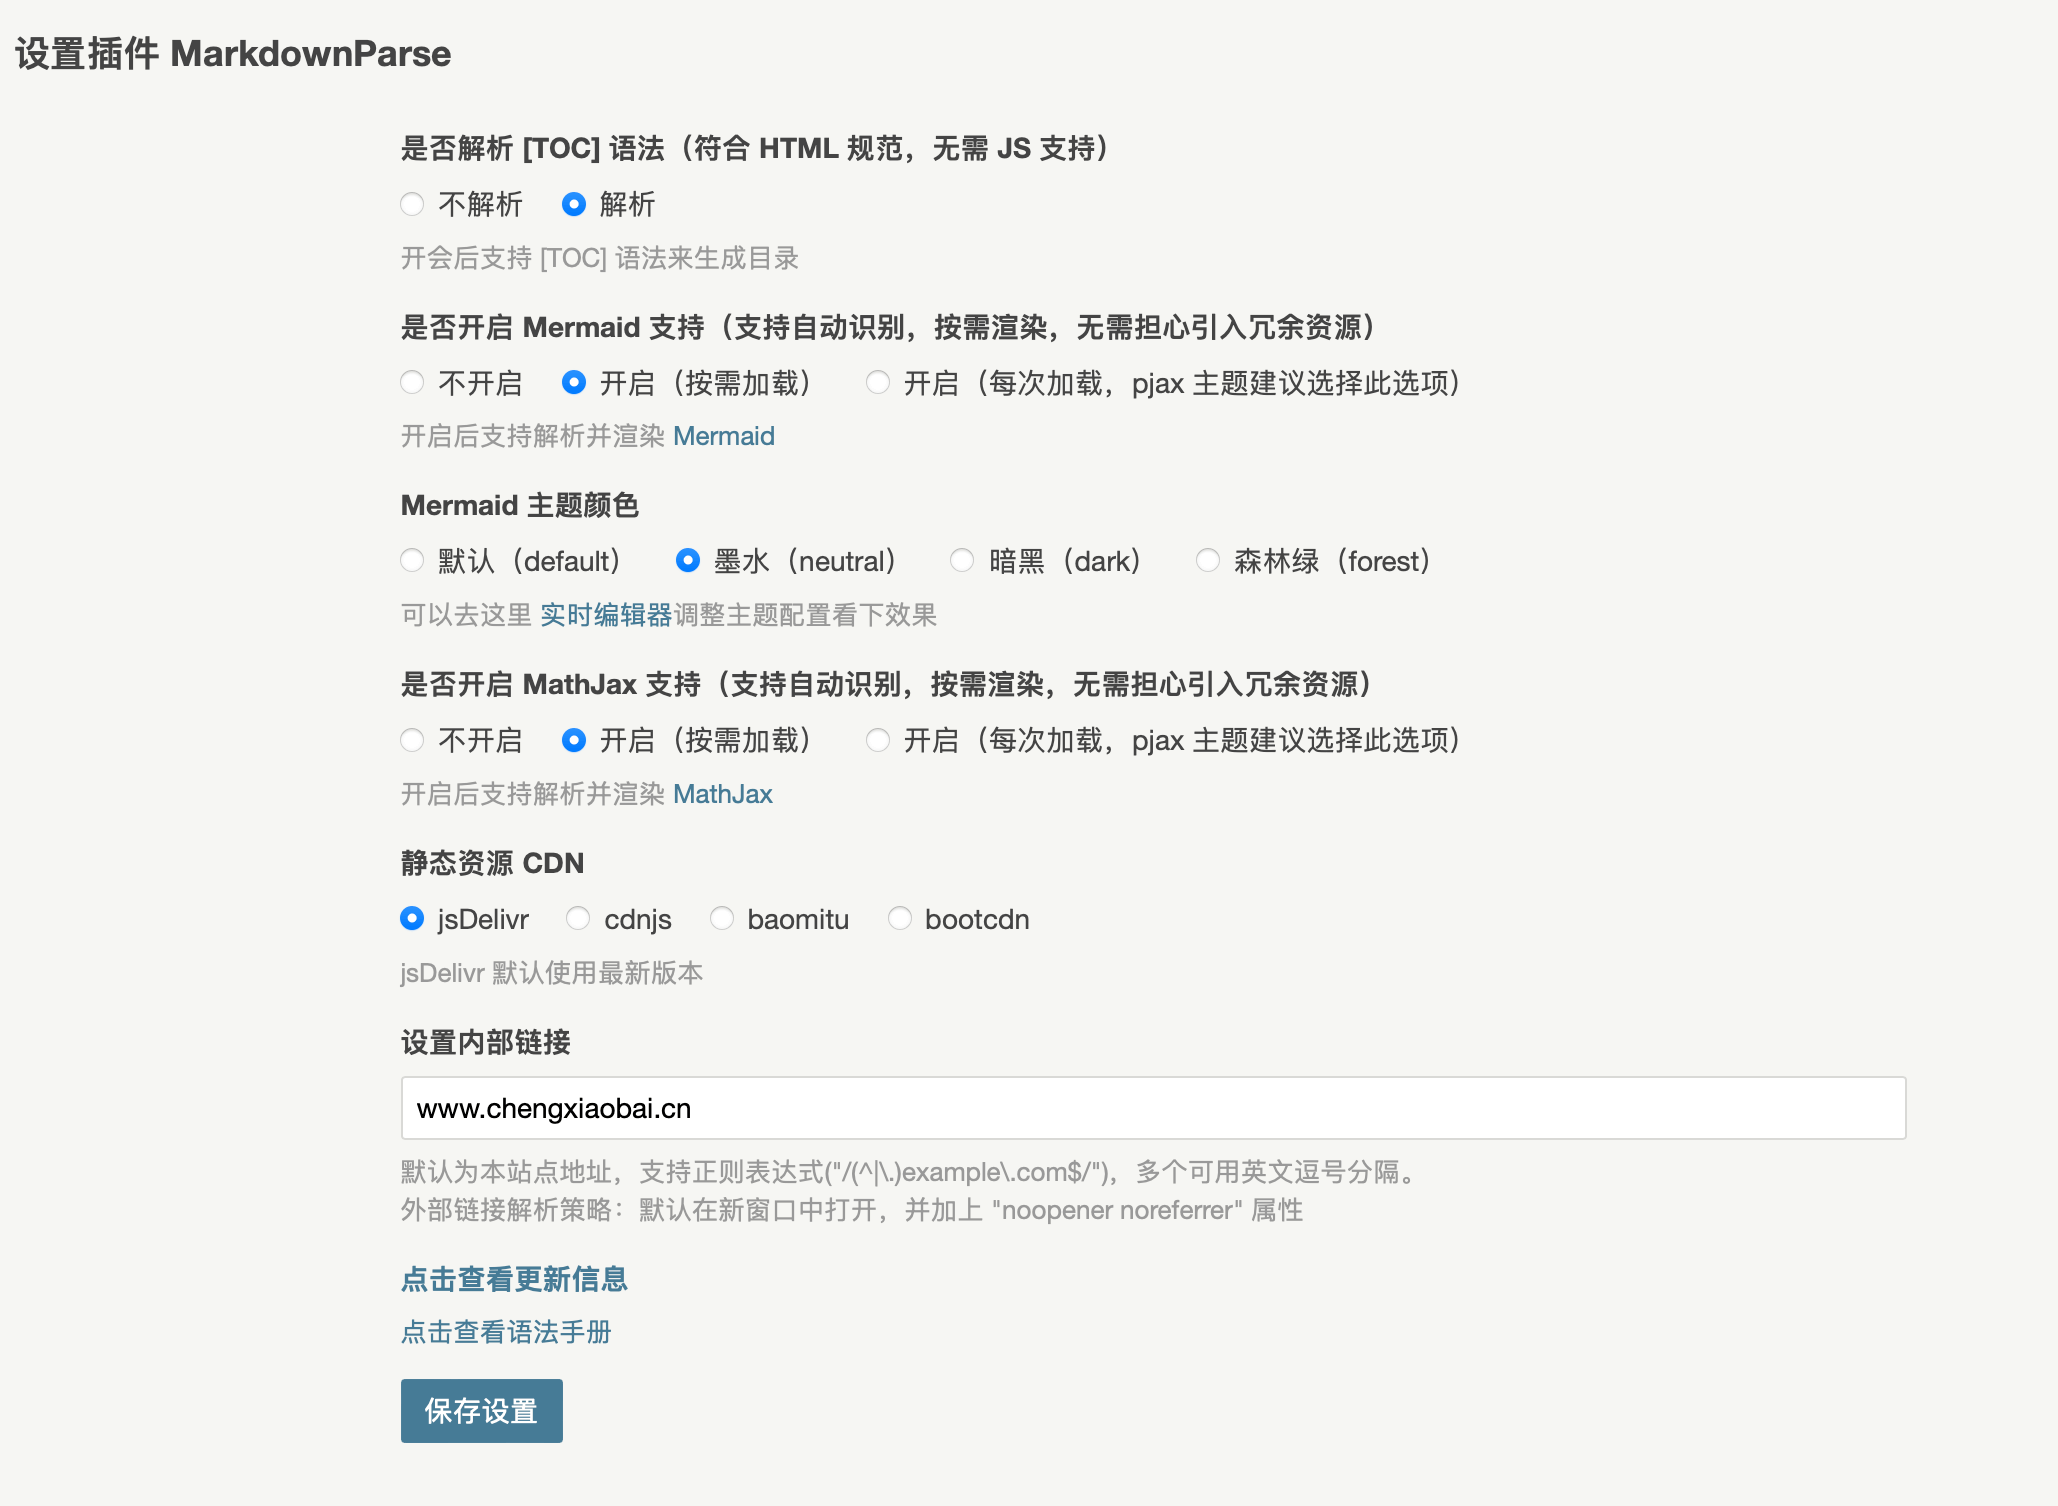 设置插件 MarkdownParse
是否解析 [TOC] 语法（符合 HTML 规范，无需 JS 支持）
不解析 解析
开会后支持 [TOC] 语法来生成目录
是否开启 Mermaid 支持（支持自动识别，按需渲染，无需担心引入冗余资源）
不开启 开启（按需加载） 开启（每次加载，pjax 主题建议选择此选项）
开启后支持解析并渲染 Mermaid
Mermaid 主题颜色
默认（default） 墨水（neutral） 暗黑（dark） 森林绿（forest）
可以去这里 实时编辑器调整主题配置看下效果
是否开启 MathJax 支持（支持自动识别，按需渲染，无需担心引入冗余资源）
不开启 开启（按需加载） 开启（每次加载，pjax 主题建议选择此选项）
开启后支持解析并渲染 MathJax
静态资源 CDN
jsDelivr cdnjs baomitu bootcdn
jsDelivr 默认使用最新版本
设置内部链接
www.chengxiaobai.cn
默认为本站点地址，支持正则表达式("/(^|\.)example\.com$/")，多个可用英文逗号分隔。
外部链接解析策略：默认在新窗口中打开，并加上 "noopener noreferrer" 属性
点击查看更新信息
点击查看语法手册
保存设置